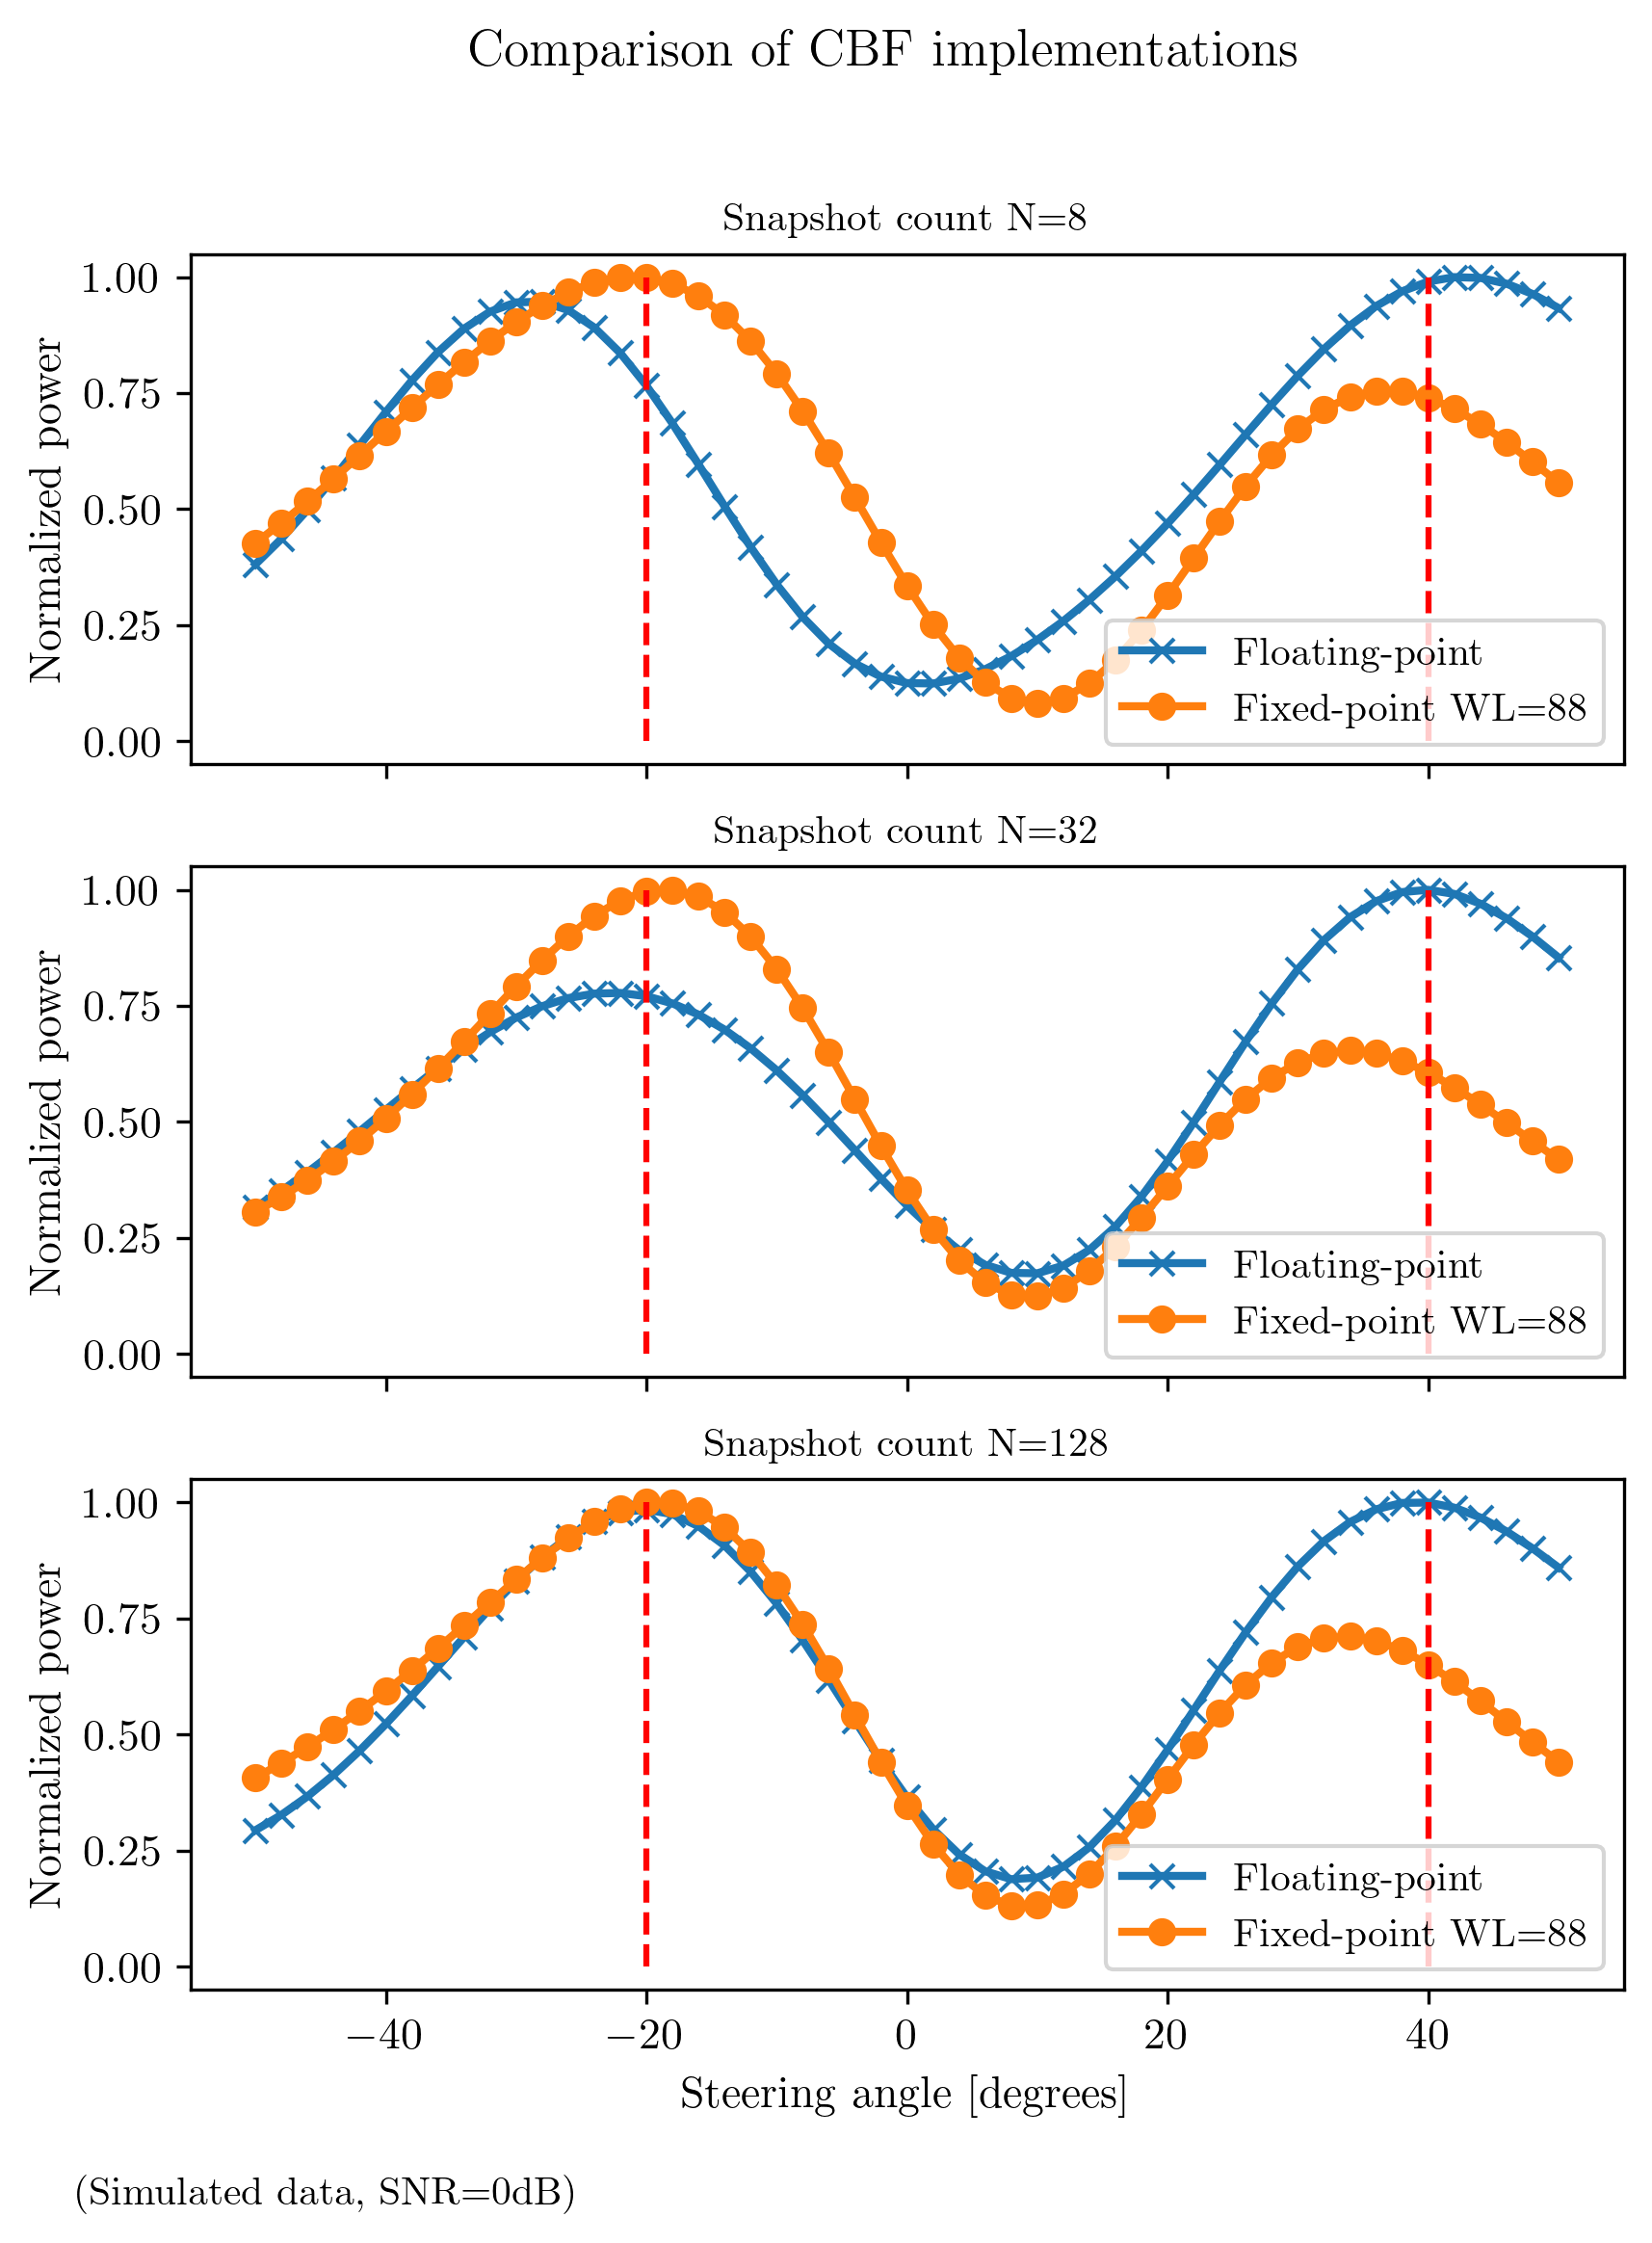 Comparison of CBF implementations
Snapshot count N=8
Normalized power
1.00
0.75
0.50
0.25
0.00
Floating-point
Fixed-point WL=88
Snapshot count N=32
Normalized power
1.00
0.75
0.50
0.25
0.00
Floating-point
Fixed-point WL=88
Snapshot count N=128
Normalized power
1.00
0.75
0.50
0.25
0.00
Floating-point
Fixed-point WL=88
−40 −20 0 20 40
Steering angle [degrees]
(Simulated data, SNR=0dB)